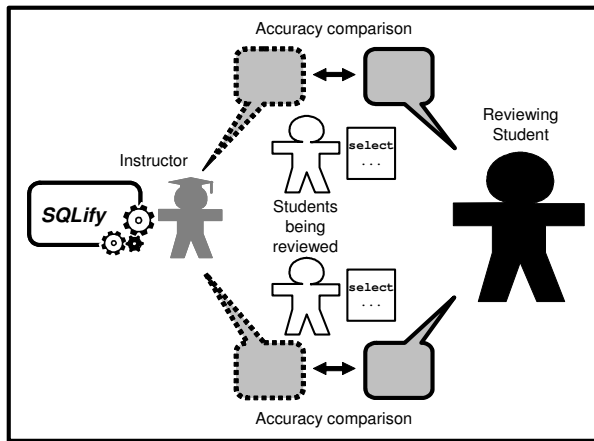 Accuracy comparison
Reviewing
Student
Instructor
select
...
SQLify
Students
being
reviewed
select
...
Accuracy comparison